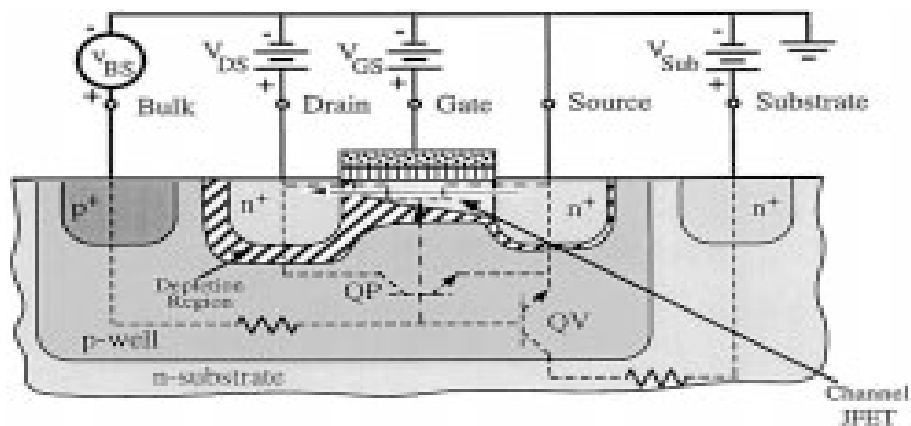 - - - -
V_BS V_DS V_GS V_Sub
+ + + +
Bulk Drain Gate Source Substrate
p+ n+ n+ n+
Depletion
Region
QP
QV
p-well
n-substrate
Channel
JFET